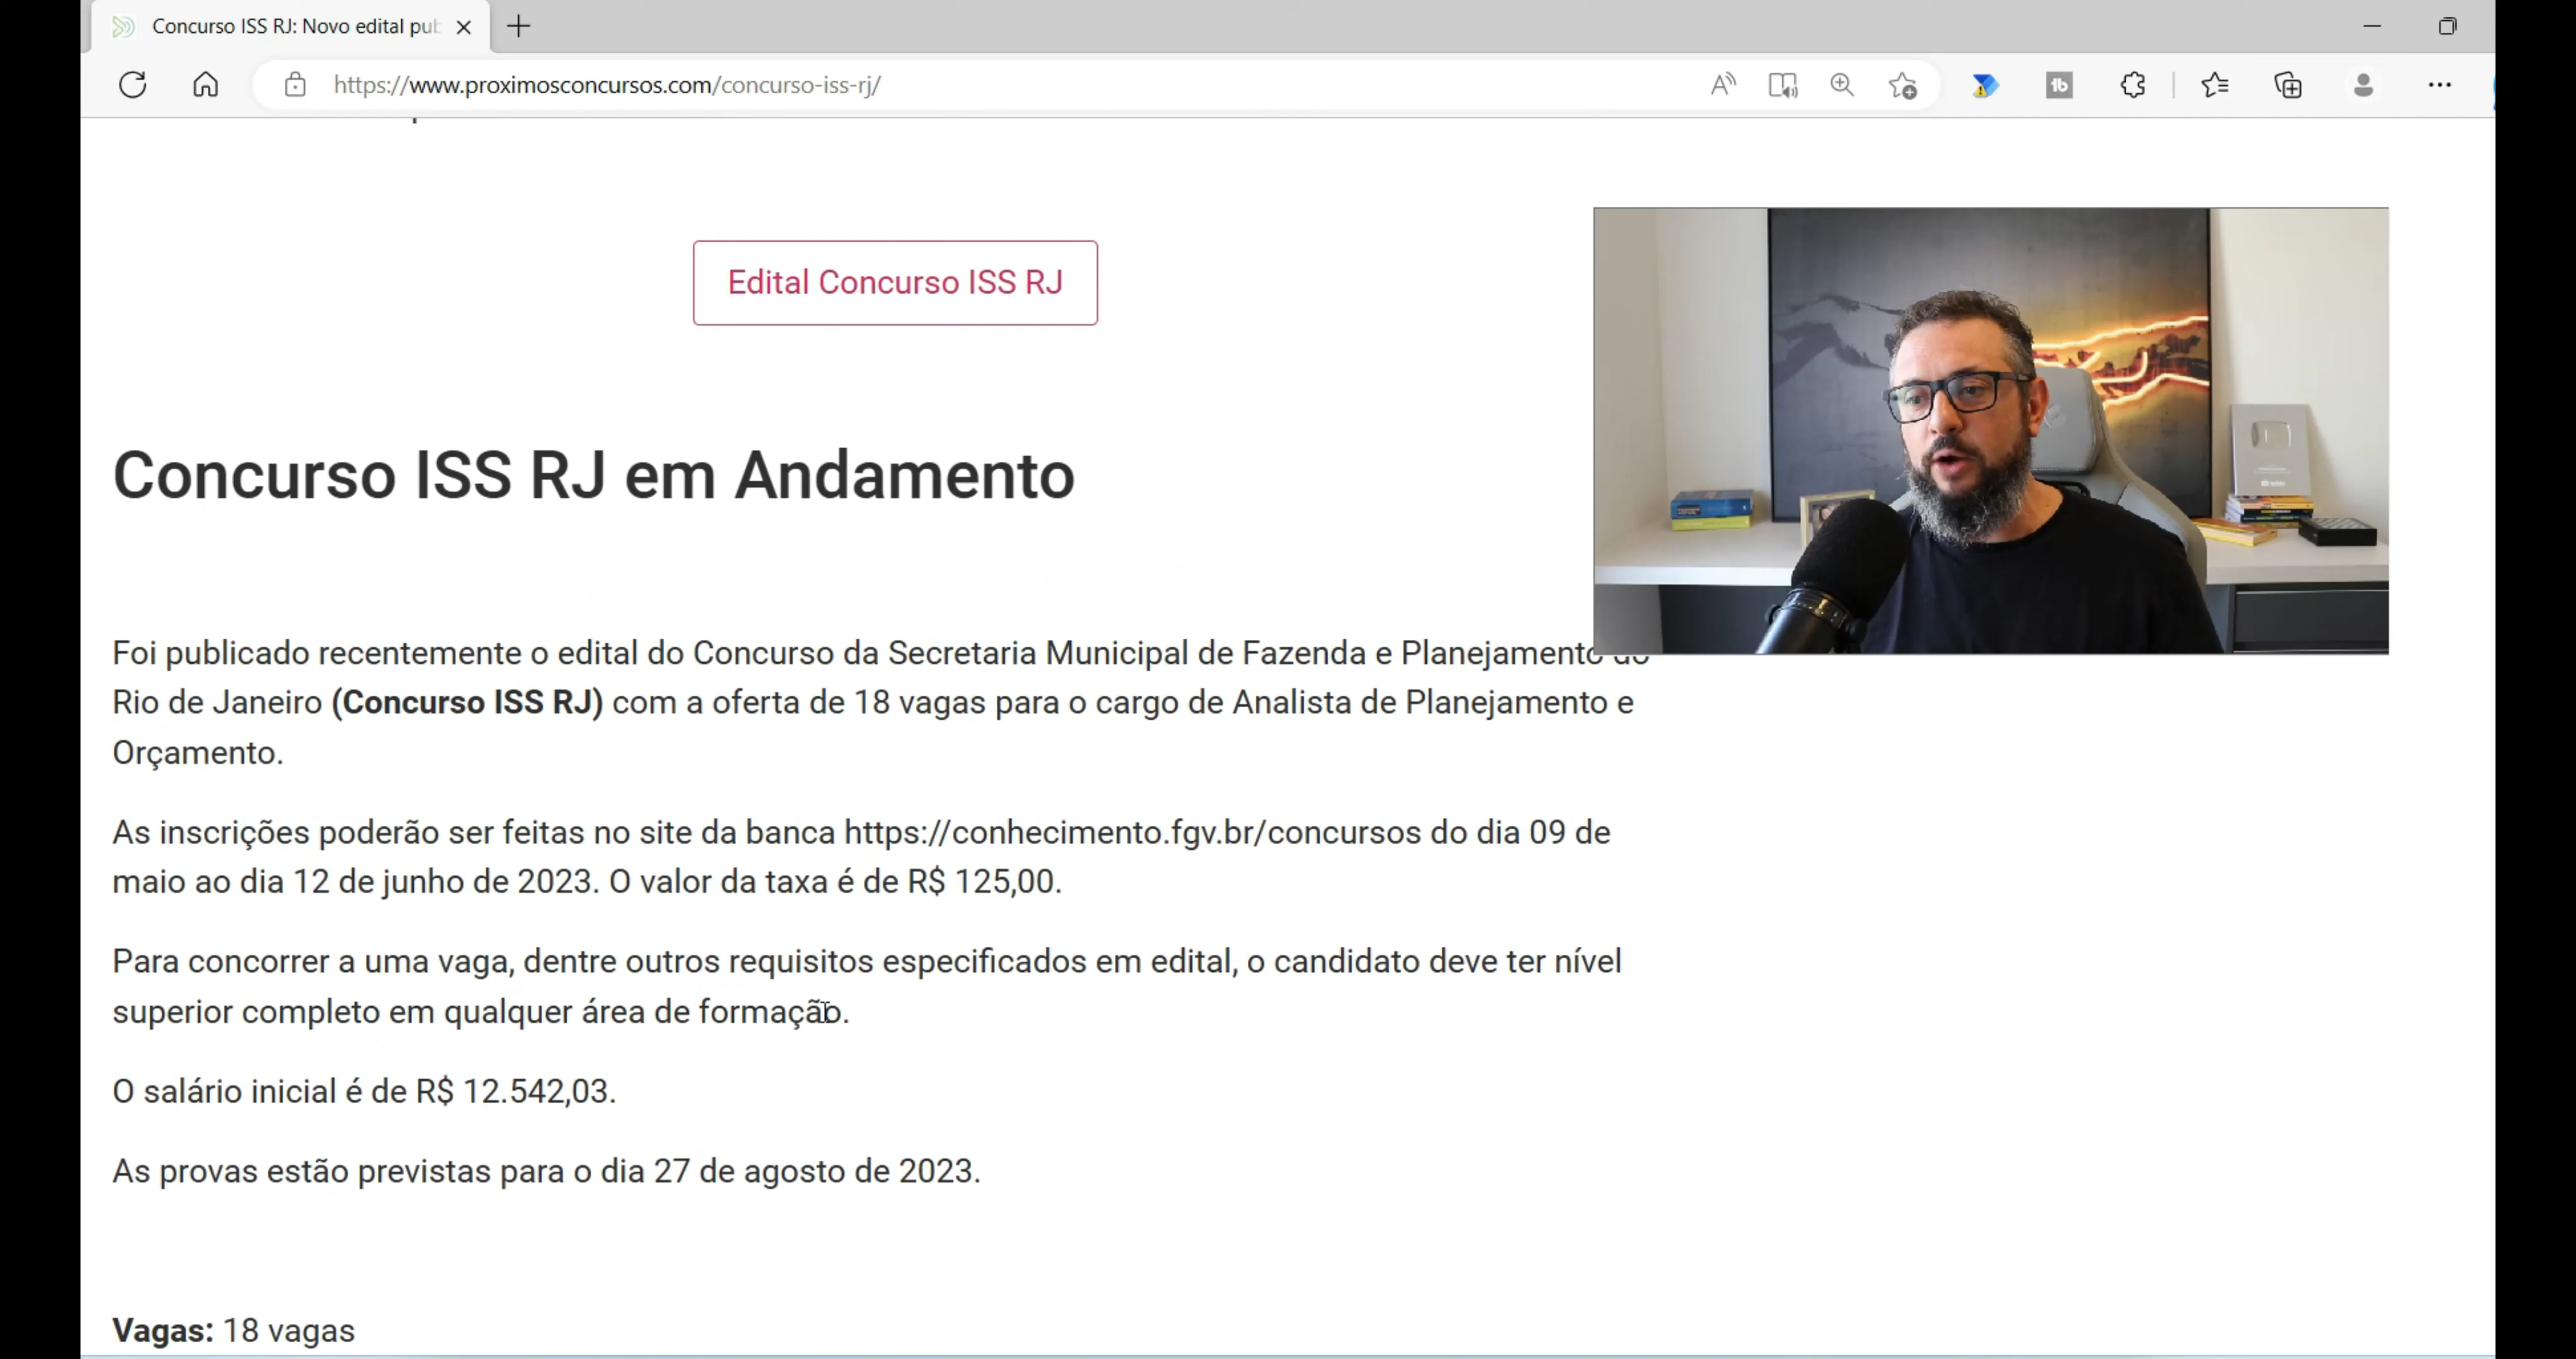 Concurso ISS RJ: Novo edital pub
https://www.proximosconcursos.com/concurso-iss-rj/
Edital Concurso ISS RJ
Concurso ISS RJ em Andamento
Foi publicado recentemente o edital do Concurso da Secretaria Municipal de Fazenda e Planejamento do
Rio de Janeiro (Concurso ISS RJ) com a oferta de 18 vagas para o cargo de Analista de Planejamento e
Orçamento.
As inscrições poderão ser feitas no site da banca https://conhecimento.fgv.br/concursos do dia 09 de
maio ao dia 12 de junho de 2023. O valor da taxa é de R$ 125,00.
Para concorrer a uma vaga, dentre outros requisitos especificados em edital, o candidato deve ter nível
superior completo em qualquer área de formação.
O salário inicial é de R$ 12.542,03.
As provas estão previstas para o dia 27 de agosto de 2023.
Vagas: 18 vagas